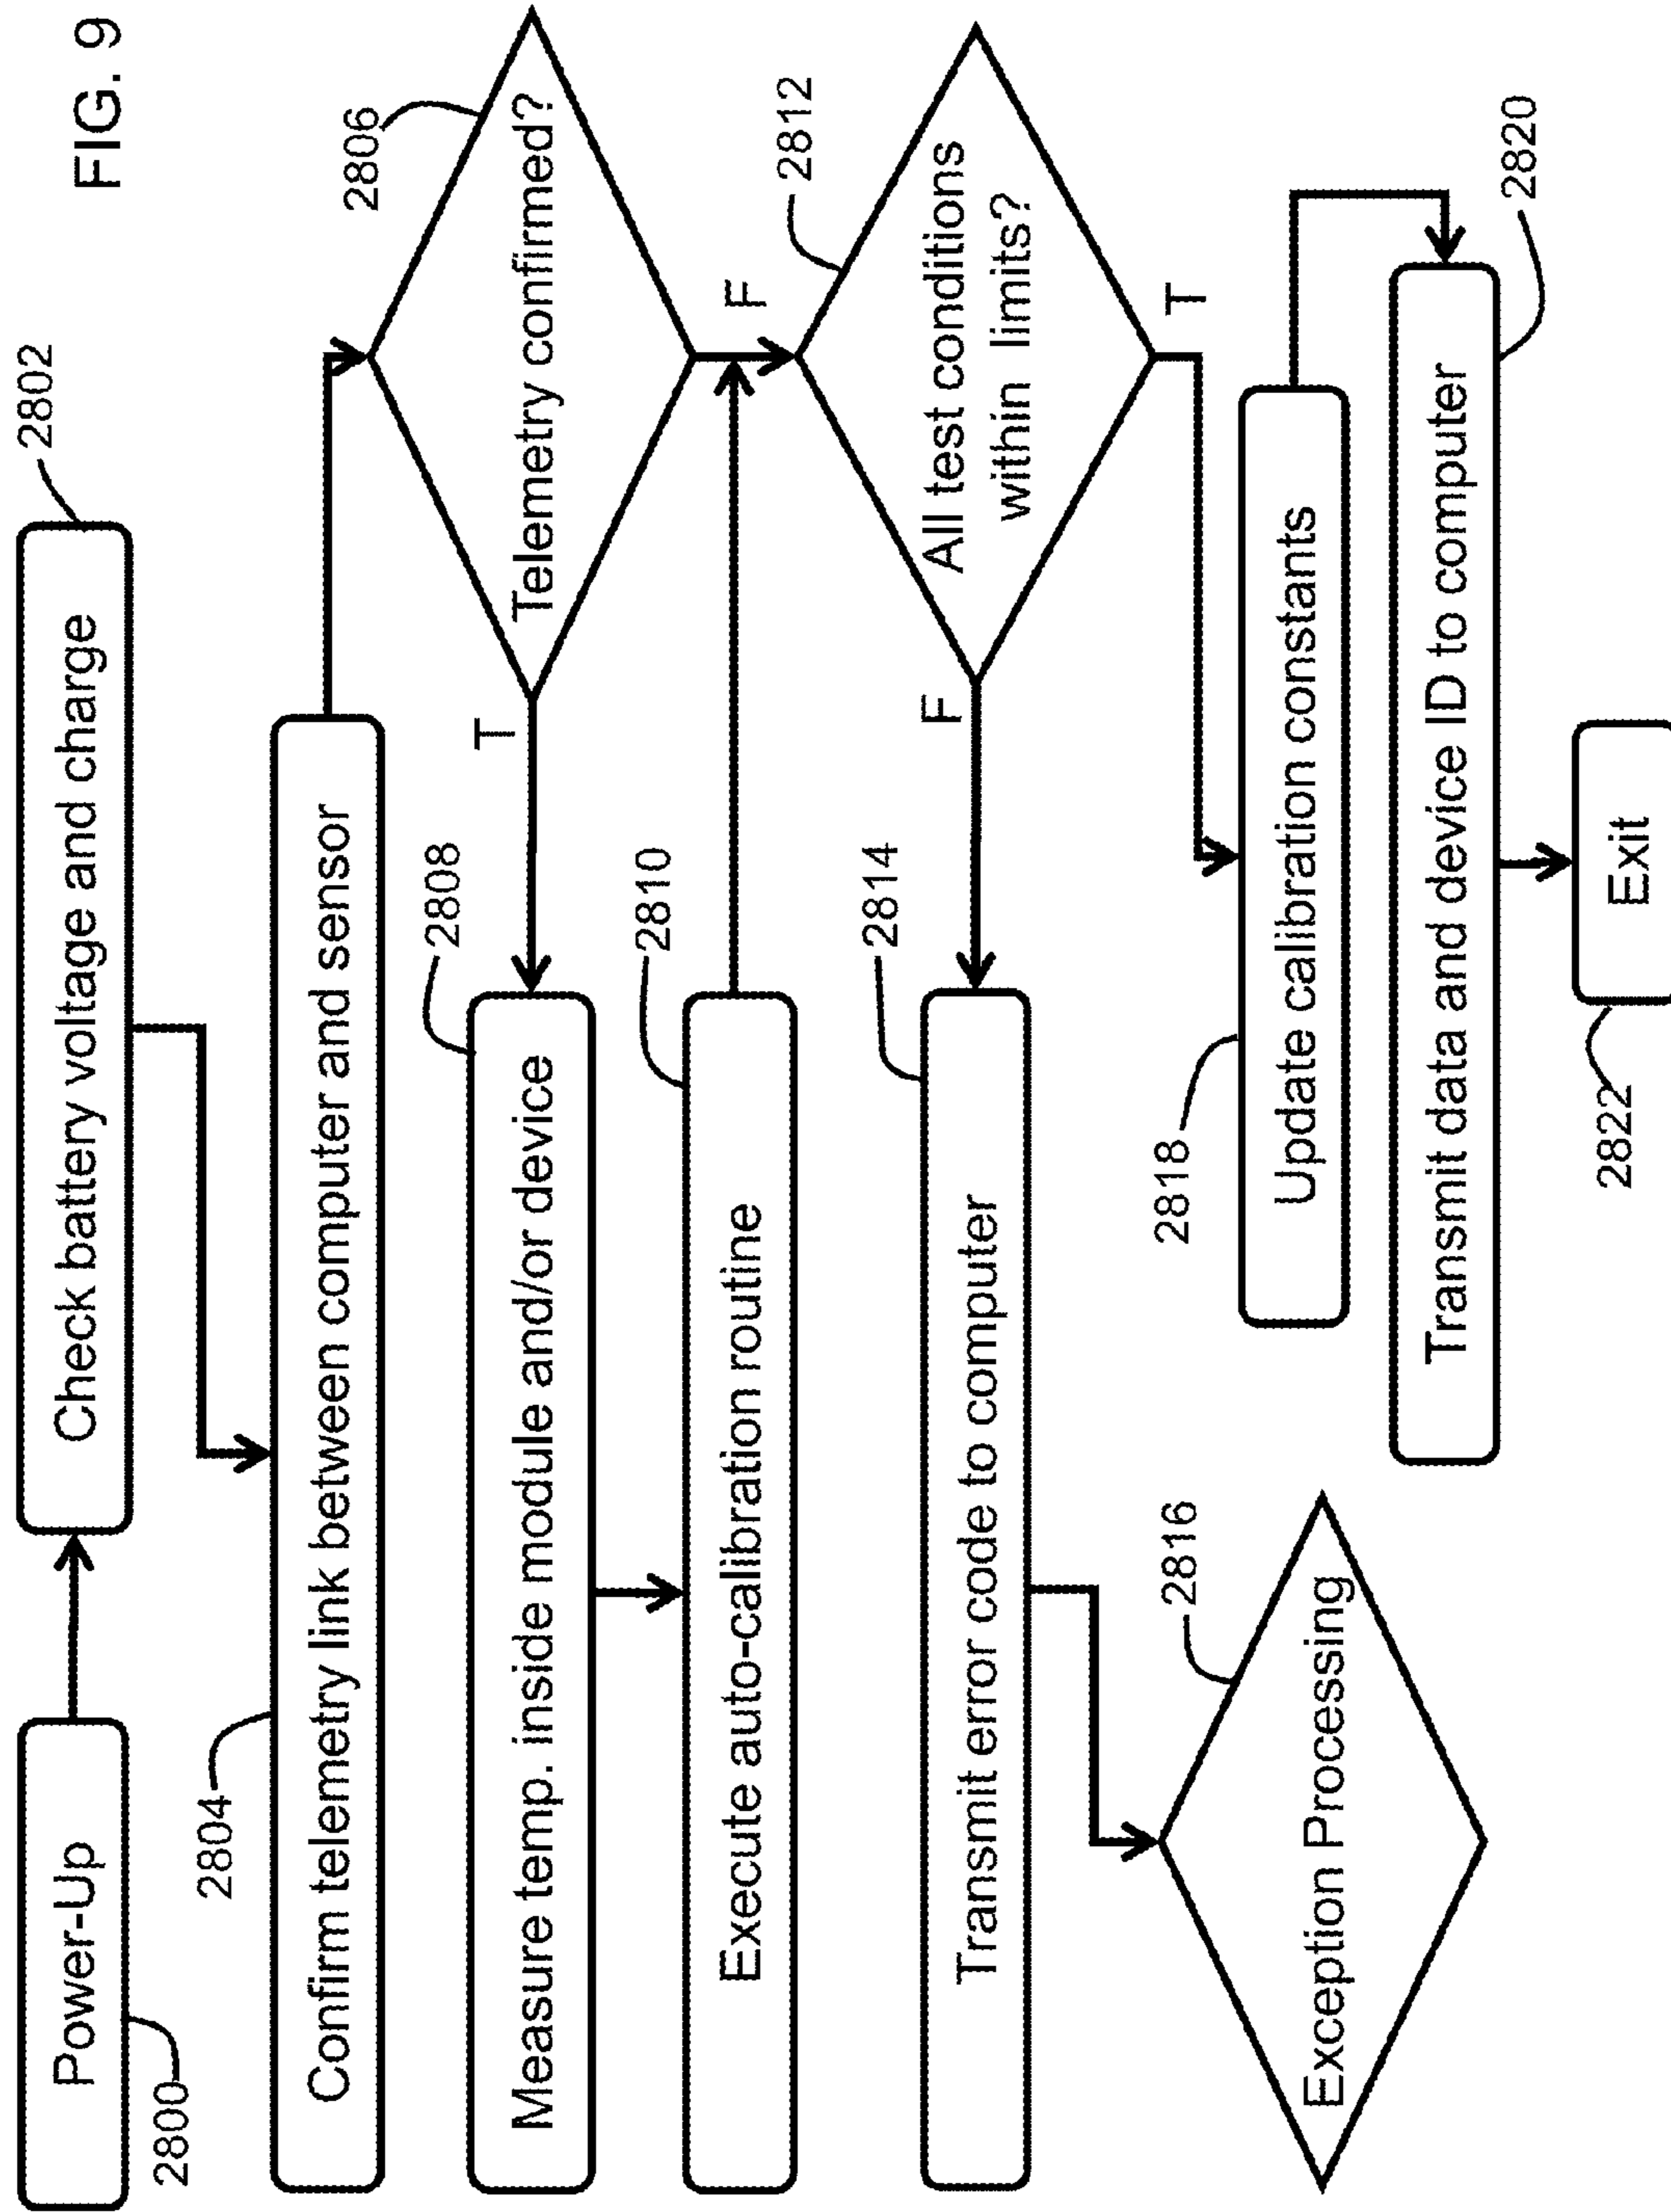 FIG. 9
Power-Up
2800
Check battery voltage and charge
2802
2804
Confirm telemetry link between computer and sensor
2806
Telemetry confirmed?
T
F
2808
Measure temp. inside module and/or device
2810
Execute auto-calibration routine
2812
All test conditions
within limits?
F
T
2814
Transmit error code to computer
2816
Exception Processing
2818
Update calibration constants
2820
Transmit data and device ID to computer
2822
Exit